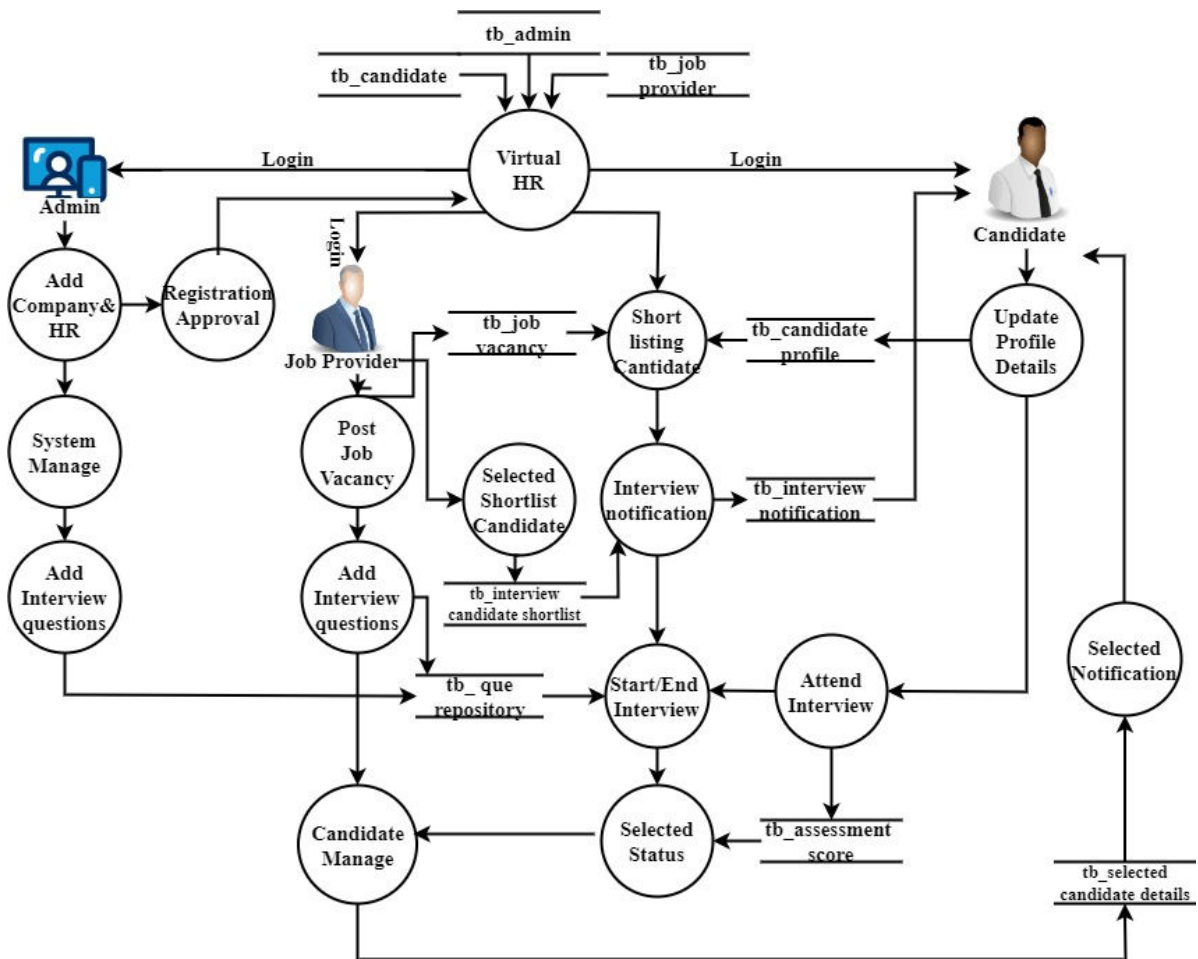 tb_admin
tb_candidate
tb_job
provider
Virtual
HR
Login
Login
Admin
Login
Candidate
Add
Company&
HR
Registration
Approval
Job Provider
tb_job
vacancy
Short
listing
Cantidate
tb_candidate
profile
Update
Profile
Details
System
Manage
Post
Job
Vacancy
Selected
Shortlist
Candidate
Interview
notification
tb_interview
notification
Add
Interview
questions
Add
Interview
questions
tb_interview
candidate shortlist
Selected
Notification
tb_ que
repository
Start/End
Interview
Attend
Interview
Candidate
Manage
Selected
Status
tb_assessment
score
tb_selected
candidate details